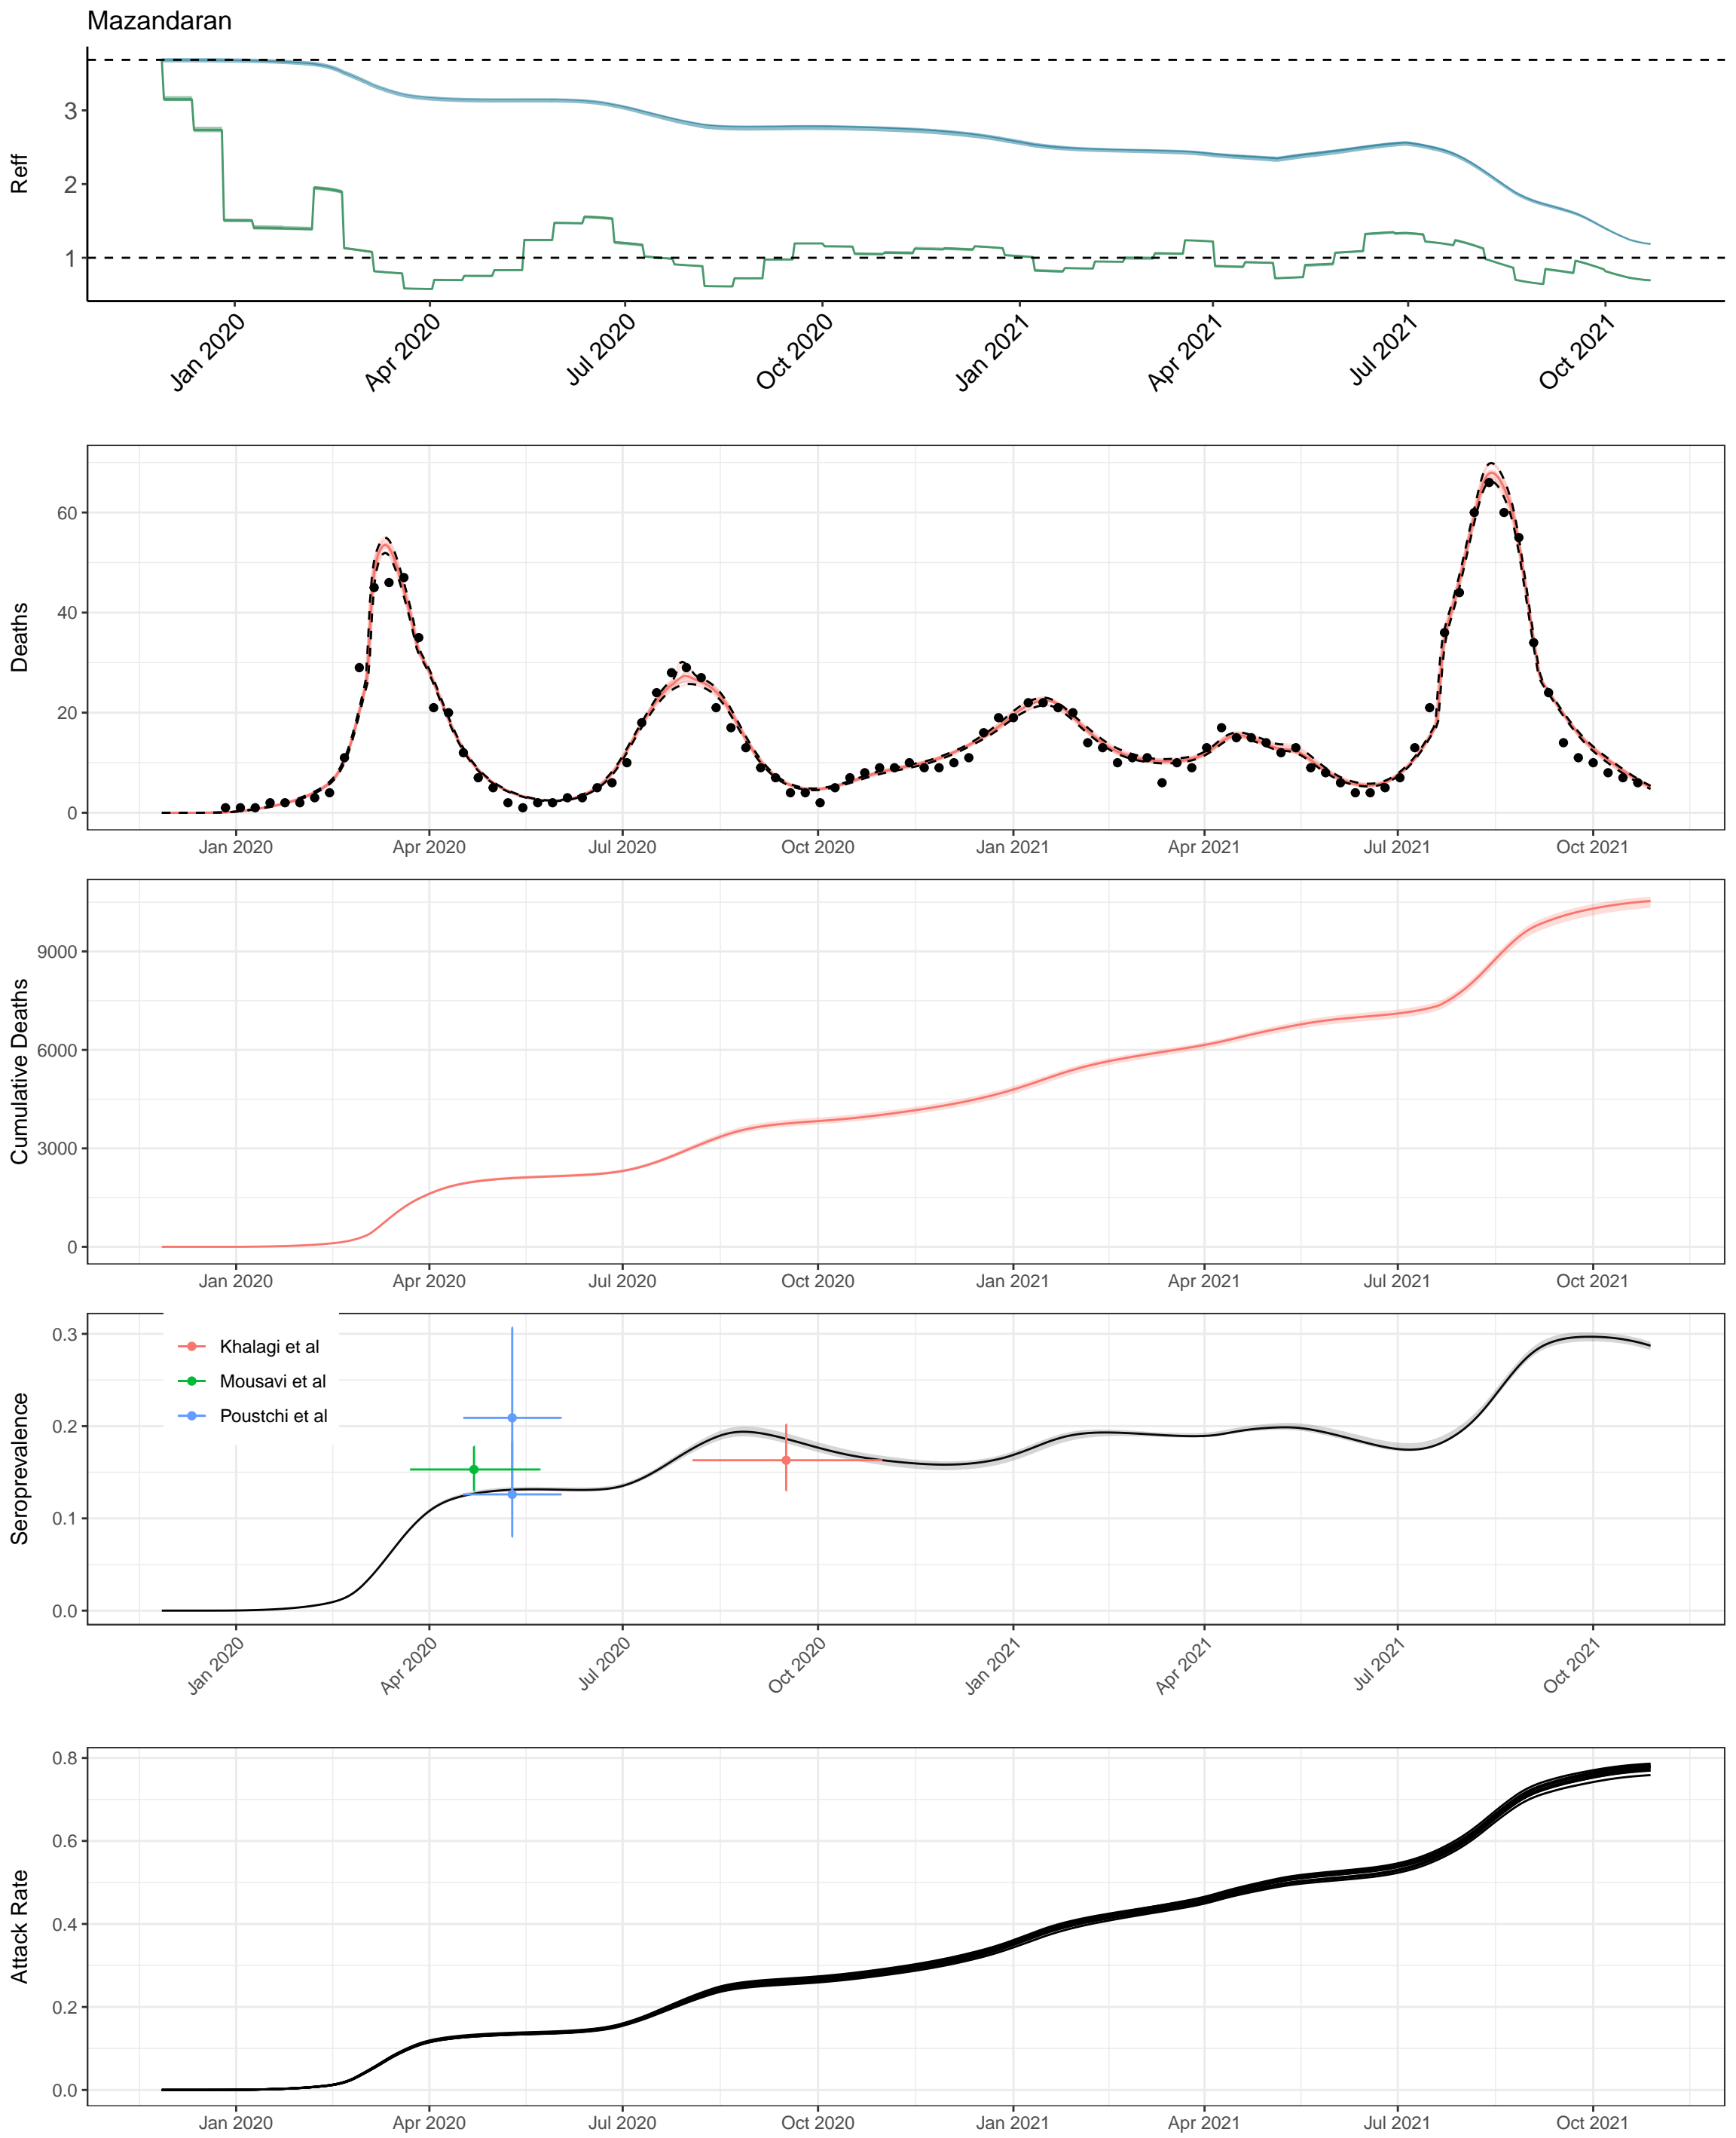 Mazandaran
Reff
3
2
1
Jan 2020
Apr 2020
Jul 2020
Oct 2020
Jan 2021
Apr 2021
Jul 2021
Oct 2021
Deaths
60
40
20
0
Jan 2020
Apr 2020
Jul 2020
Oct 2020
Jan 2021
Apr 2021
Jul 2021
Oct 2021
Cumulative Deaths
9000
6000
3000
0
Jan 2020
Apr 2020
Jul 2020
Oct 2020
Jan 2021
Apr 2021
Jul 2021
Oct 2021
Seroprevalence
0.3
0.2
0.1
0.0
Khalagi et al
Mousavi et al
Poustchi et al
Jan 2020
Apr 2020
Jul 2020
Oct 2020
Jan 2021
Apr 2021
Jul 2021
Oct 2021
Attack Rate
0.8
0.6
0.4
0.2
0.0
Jan 2020
Apr 2020
Jul 2020
Oct 2020
Jan 2021
Apr 2021
Jul 2021
Oct 2021